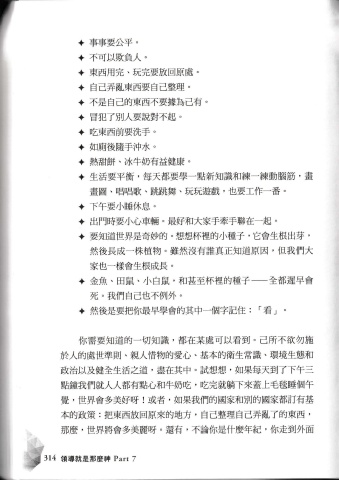 ✦ 事事要公平。
✦ 不可以欺負人。
✦ 東西用完、玩完要放回原處。
✦ 自己弄亂東西要自己整理。
✦ 不是自己的東西不要據為己有。
✦ 冒犯了別人要說對不起。
✦ 吃東西前要洗手。
✦ 如廁後隨手沖水。
✦ 熱甜餅、冰牛奶有益健康。
✦ 生活要平衡，每天都要學一點新知識和練一練動腦筋，畫
畫圖、唱唱歌、跳跳舞、玩玩遊戲，也要工作一番。
✦ 下午要小睡休息。
✦ 出門時要小心車輛。最好和大家手牽手聯在一起。
✦ 要知道世界是奇妙的。想想杯裡的小種子，它會生根出芽，
然後長成一株植物。雖然沒有誰真正知道原因，但我們大
家也一樣會生根成長。
✦ 金魚、田鼠、小白鼠，和甚至杯裡的種子——全都遲早會
死。我們自己也不例外。
✦ 然後是要把你最早學會的其中一個字記住：「看」。
你需要知道的一切知識，都在某處可以看到。己所不欲勿施
於人的處世準則、親人惜物的愛心、基本的衛生常識、環境生態和
政治以及健全生活之道，盡在其中。試想想，如果每天到了下午三
點鐘我們就人人都有點心和牛奶吃，吃完就躺下來蓋上毛毯睡個午
覺，世界會多美好呀！或者，如果我們的國家和別的國家都訂有基
本的政策：把東西放回原來的地方，自己整理自己弄亂了的東西，
那麼，世界將會多美麗呀。還有，不論你是什麼年紀，你走到外面
314 領導就是那麼神 Part 7